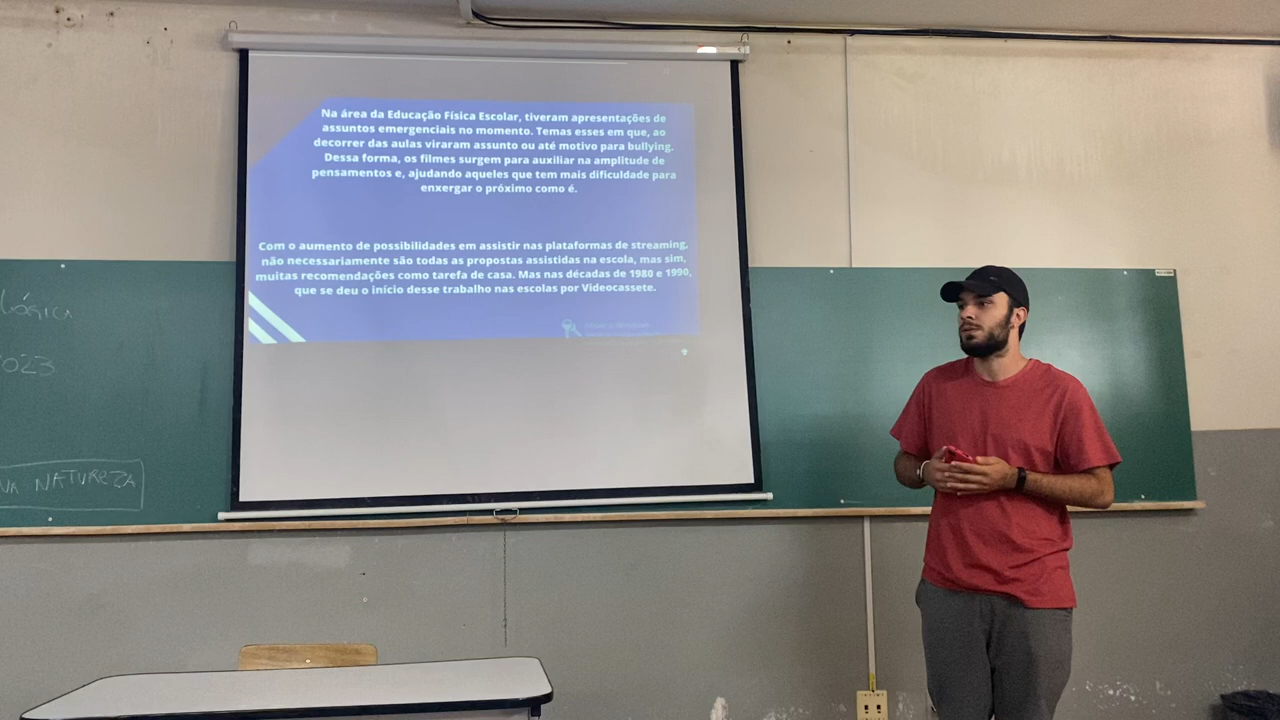 Na área da Educação Física Escolar, tiveram apresentações de
assuntos emergenciais no momento. Temas esses em que, ao
decorrer das aulas viraram assunto ou até motivo para bullying.
Dessa forma, os filmes surgem para auxiliar na amplitude de
pensamentos e, ajudando aqueles que tem mais dificuldade para
enxergar o próximo como é.
Com o aumento de possibilidades em assistir nas plataformas de streaming,
não necessariamente são todas as propostas assistidas na escola, mas sim,
muitas recomendações como tarefa de casa. Mas nas décadas de 1980 e 1990,
que se deu o início desse trabalho nas escolas por Videocassete.
LÓGICA
2023
NA NATUREZA